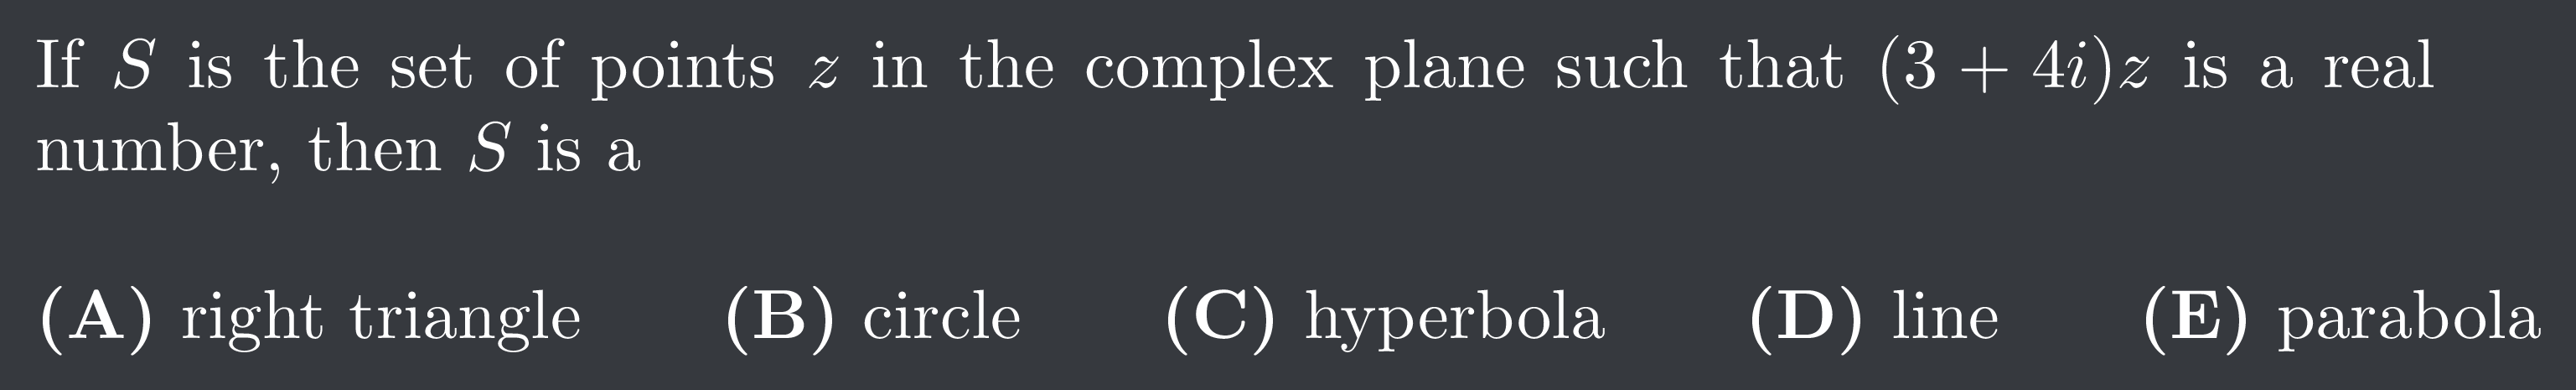 If S is the set of points z in the complex plane such that (3 + 4i)z is a real
number, then S is a
(A) right triangle (B) circle (C) hyperbola (D) line (E) parabola